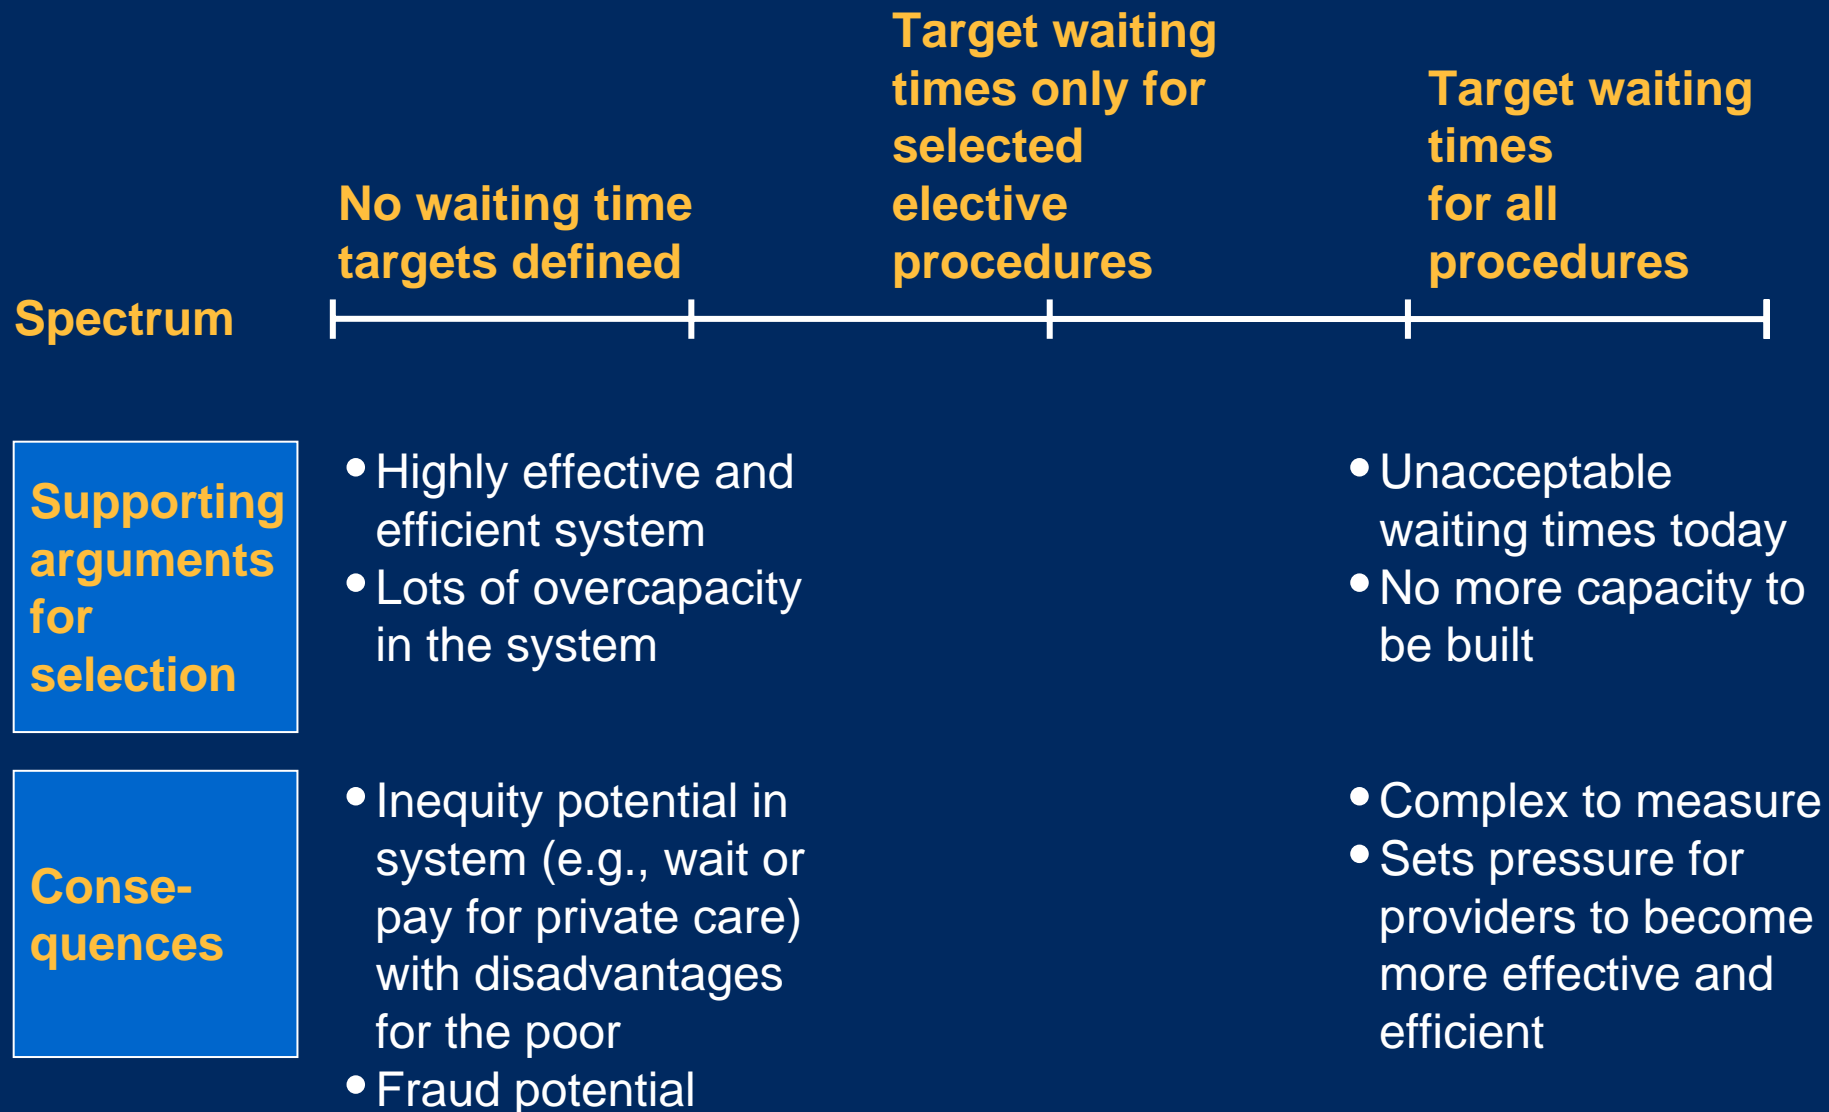 No waiting time
targets defined
Target waiting
times only for
selected
elective
procedures
Target waiting
times
for all
procedures
Spectrum
Supporting
arguments
for
selection
• Highly effective and
efficient system
• Lots of overcapacity
in the system
• Unacceptable
waiting times today
• No more capacity to
be built
Conse-
quences
• Inequity potential in
system (e.g., wait or
pay for private care)
with disadvantages
for the poor
• Fraud potential
• Complex to measure
• Sets pressure for
providers to become
more effective and
efficient